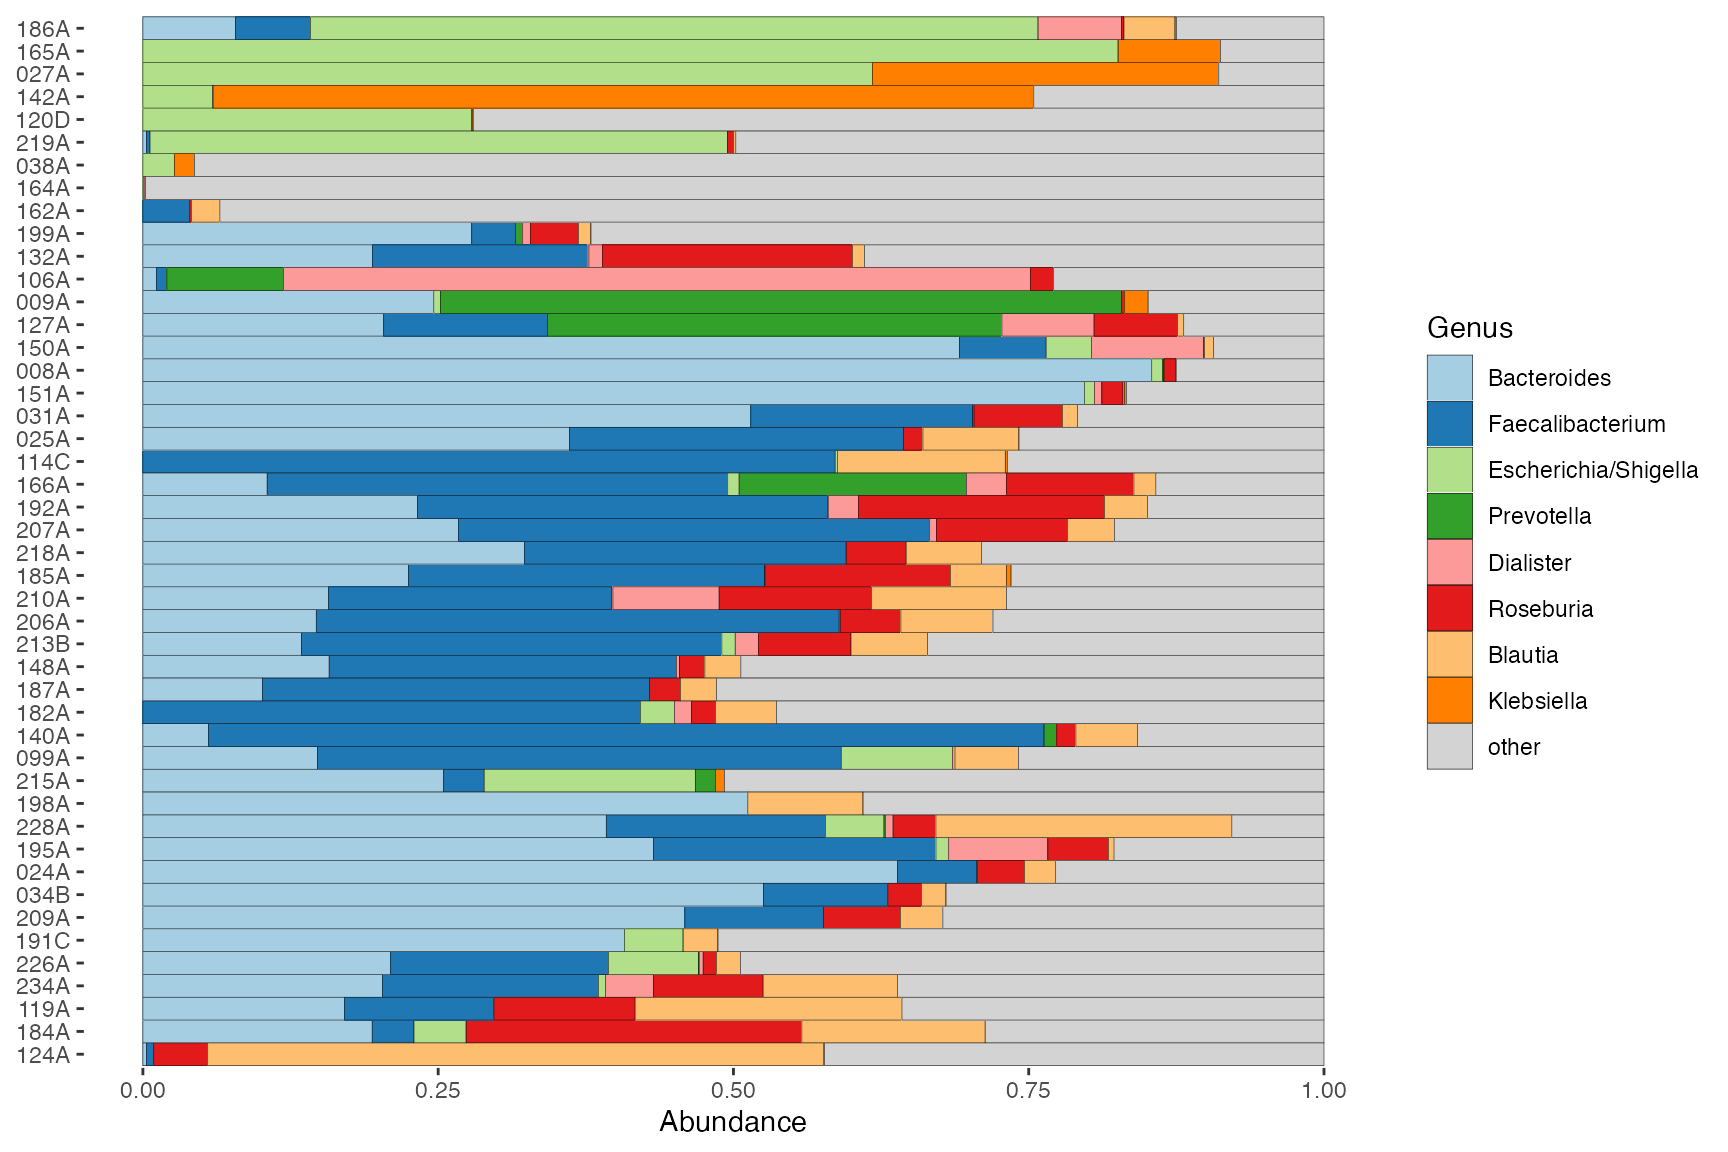 186A
165A
027A
142A
120D
219A
038A
164A
162A
199A
132A
106A
009A
127A
150A
008A
151A
031A
025A
114C
166A
192A
207A
218A
185A
210A
206A
213B
148A
187A
182A
140A
099A
215A
198A
228A
195A
024A
034B
209A
191C
226A
234A
119A
184A
124A
0.00 0.25 0.50 0.75 1.00
Abundance
Genus
Bacteroides
Faecalibacterium
Escherichia/Shigella
Prevotella
Dialister
Roseburia
Blautia
Klebsiella
other